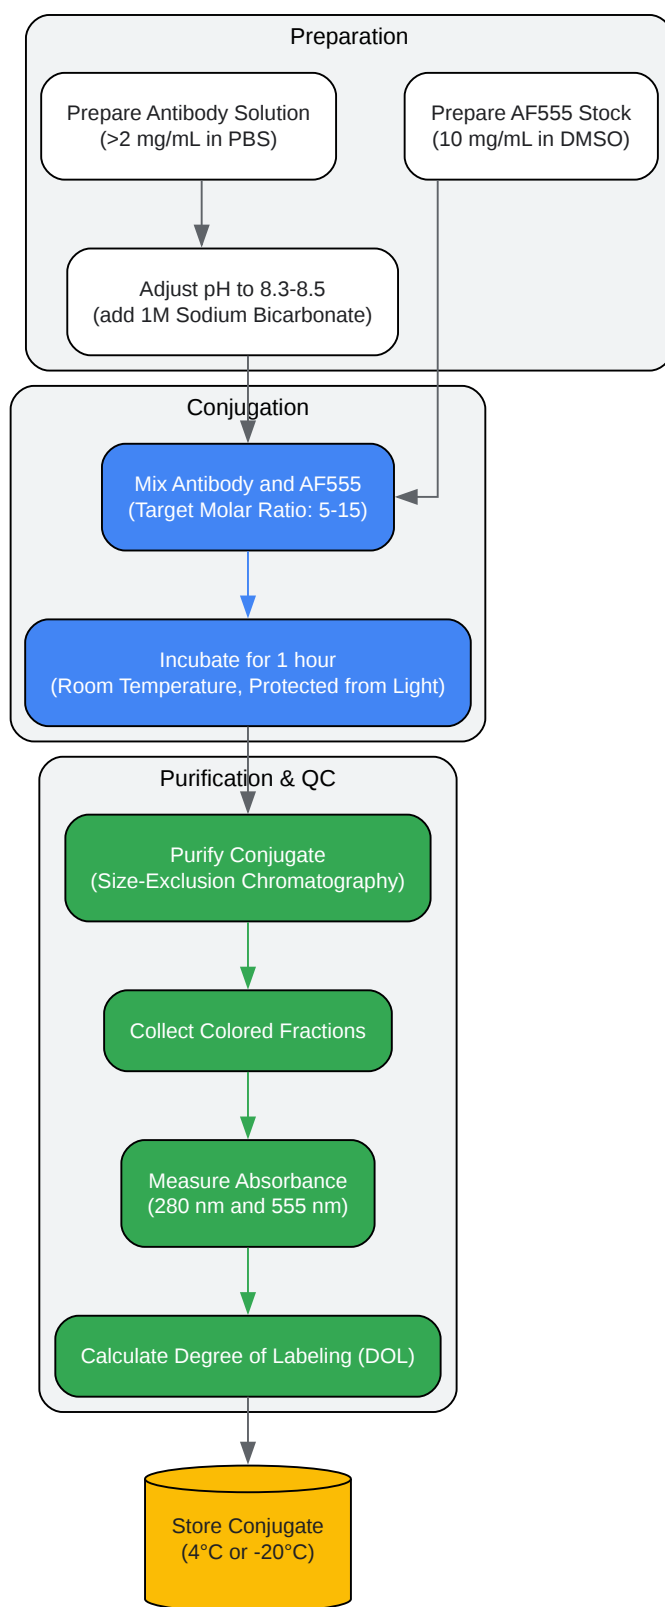 Preparation
Prepare Antibody Solution
(>2 mg/mL in PBS)
Prepare AF555 Stock
(10 mg/mL in DMSO)
Adjust pH to 8.3-8.5
(add 1M Sodium Bicarbonate)
Conjugation
Mix Antibody and AF555
(Target Molar Ratio: 5-15)
Incubate for 1 hour
(Room Temperature, Protected from Light)
Purification & QC
Purify Conjugate
(Size-Exclusion Chromatography)
Collect Colored Fractions
Measure Absorbance
(280 nm and 555 nm)
Calculate Degree of Labeling (DOL)
Store Conjugate
(4°C or -20°C)